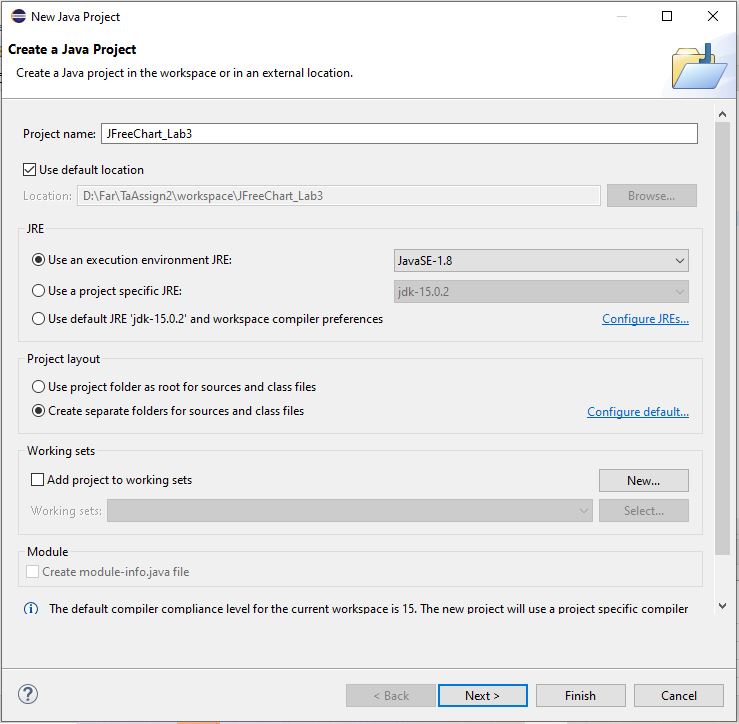 New Java Project
Create a Java Project
Create a Java project in the workspace or in an external location.
Project name: JFreeChart_Lab3
Use default location
Location: D:\Far\TaAssign2\workspace\JFreeChart_Lab3 Browse...
JRE
Use an execution environment JRE: JavaSE-1.8
Use a project specific JRE: jdk-15.0.2
Use default JRE 'jdk-15.0.2' and workspace compiler preferences Configure JREs...
Project layout
Use project folder as root for sources and class files
Create separate folders for sources and class files Configure default...
Working sets
Add project to working sets New...
Working sets: Select...
Module
Create module-info.java file
The default compiler compliance level for the current workspace is 15. The new project will use a project specific compiler
? < Back Next > Finish Cancel